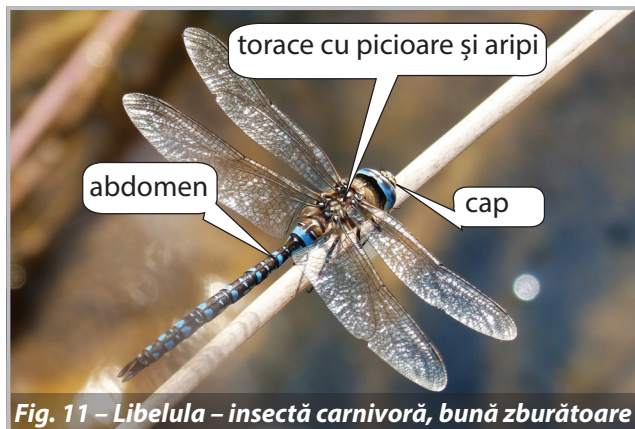 torace cu picioare și aripi
abdomen
cap
Fig. 11 – Libelula – insectă carnivoră, bună zburătoare